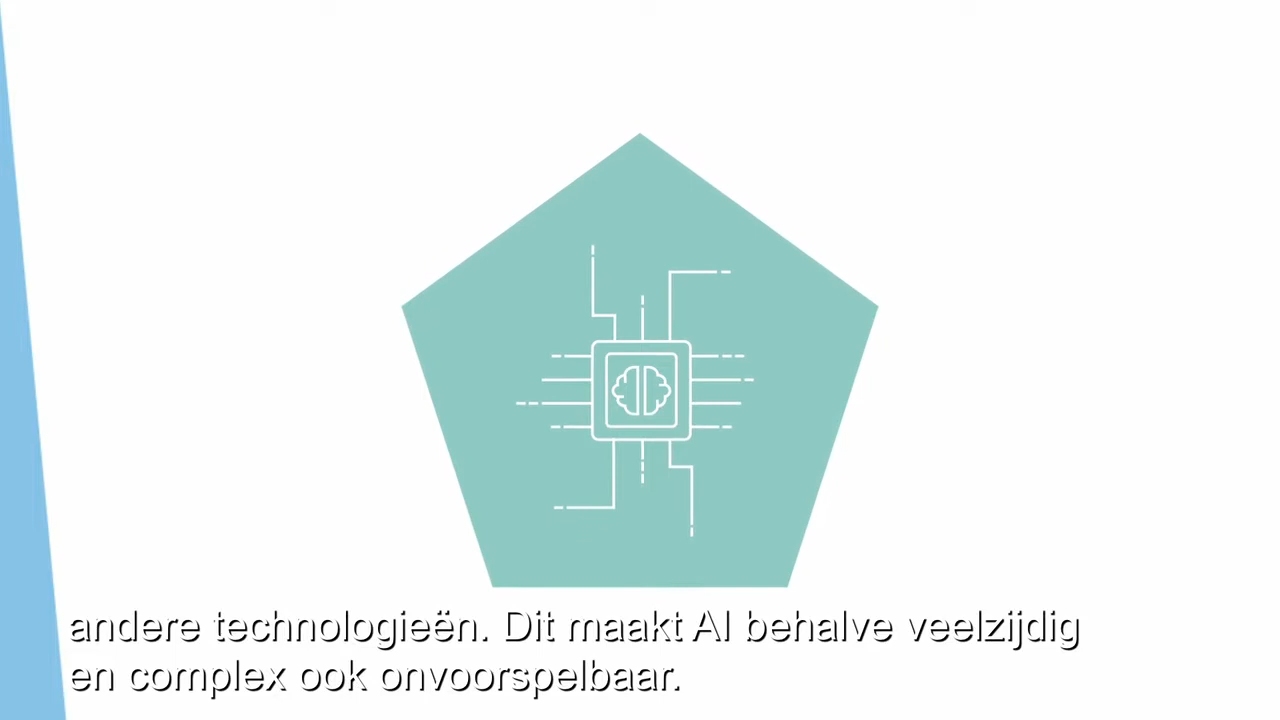 andere technologieën. Dit maakt AI behalve veelzijdig
en complex ook onvoorspelbaar.